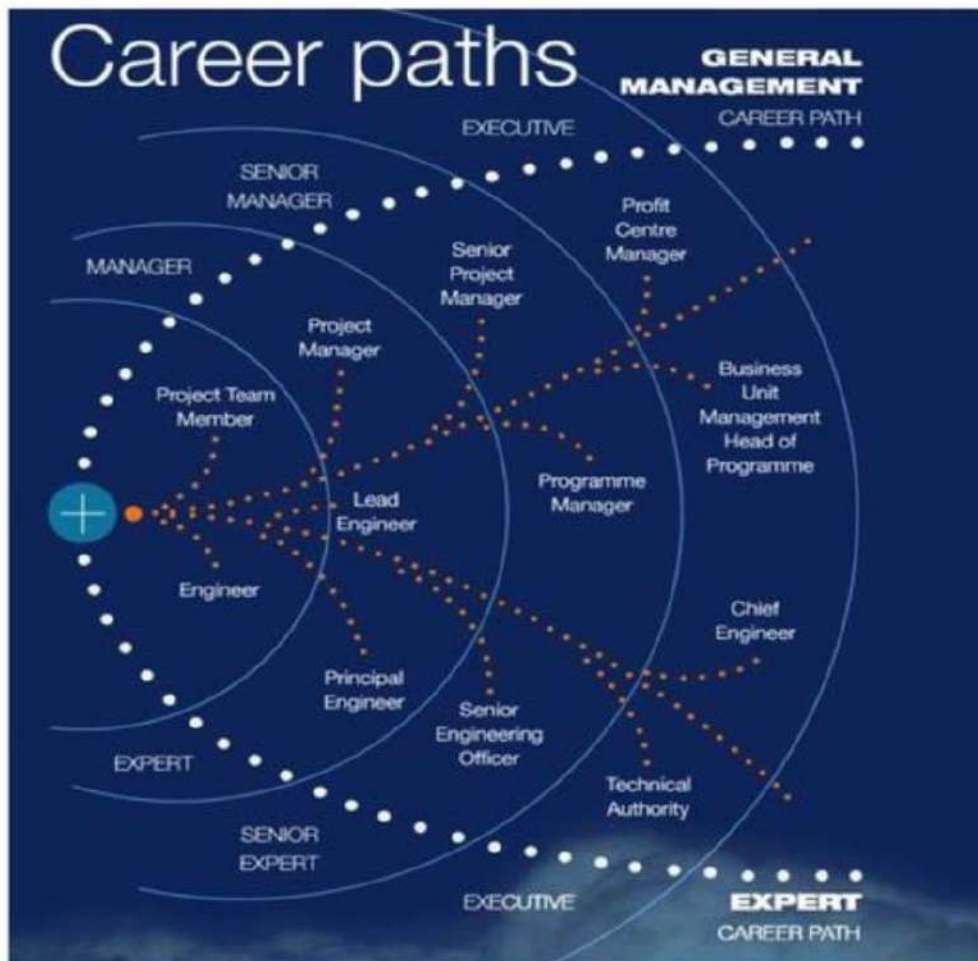 Career paths
GENERAL
MANAGEMENT
CAREER PATH
EXECUTIVE
SENIOR
MANAGER
MANAGER
Profit
Centre
Manager
Senior
Project
Manager
Project
Manager
Project Team
Member
Business
Unit
Management
Head of
Programme
Programme
Manager
Lead
Engineer
Engineer
Chief
Engineer
Principal
Engineer
Senior
Engineering
Officer
Technical
Authority
EXPERT
SENIOR
EXPERT
EXECUTIVE
EXPERT
CAREER PATH